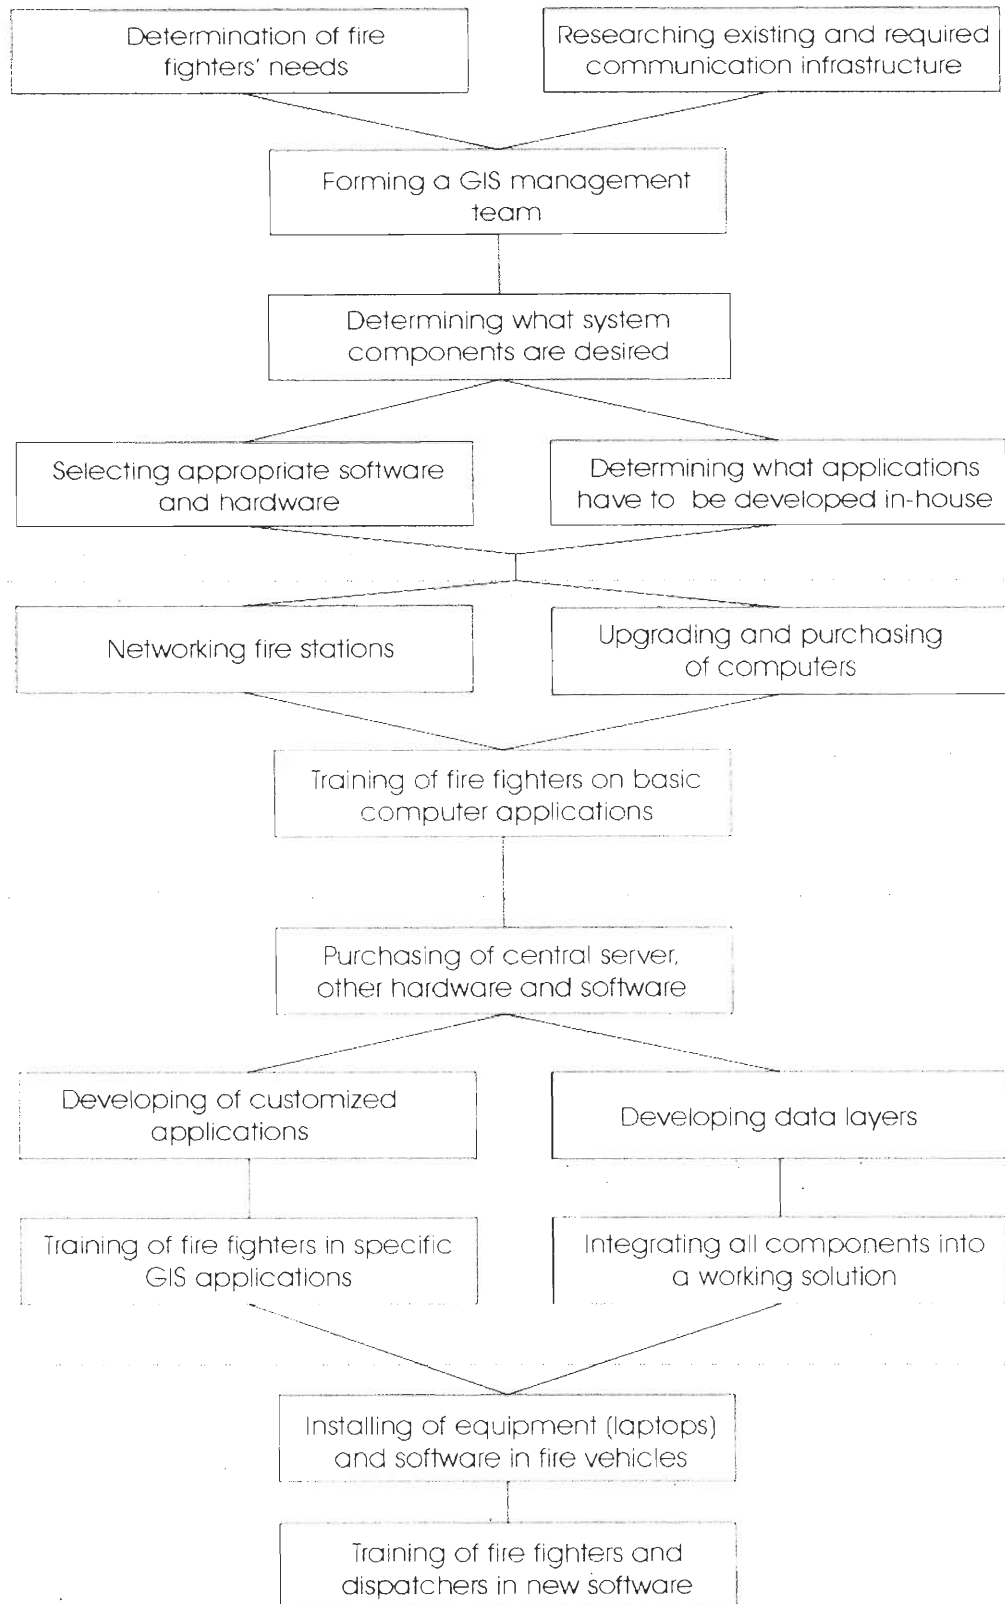 Determination of fire
fighters' needs
Researching existing and required
communication infrastructure
Forming a GIS management
team
Determining what system
components are desired
Selecting appropriate software
and hardware
Determining what applications
have to be developed in-house
Networking fire stations
Upgrading and purchasing
of computers
Training of fire fighters on basic
computer applications
Purchasing of central server,
other hardware and software
Developing of customized
applications
Developing data layers
Training of fire fighters in specific
GIS applications
Integrating all components into
a working solution
Installing of equipment (laptops)
and software in fire vehicles
Training of fire fighters and
dispatchers in new software